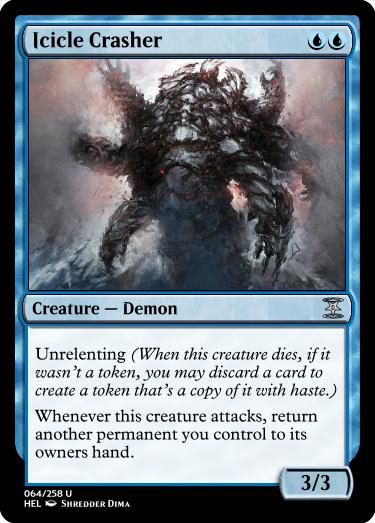 Icicle Crasher
Creature — Demon
Unrelenting (When this creature dies, if it
wasn't a token, you may discard a card to
create a token that's a copy of it with haste.)
Whenever this creature attacks, return
another permanent you control to its
owners hand.
3/3
064/258 U
HEL Shredder Dima